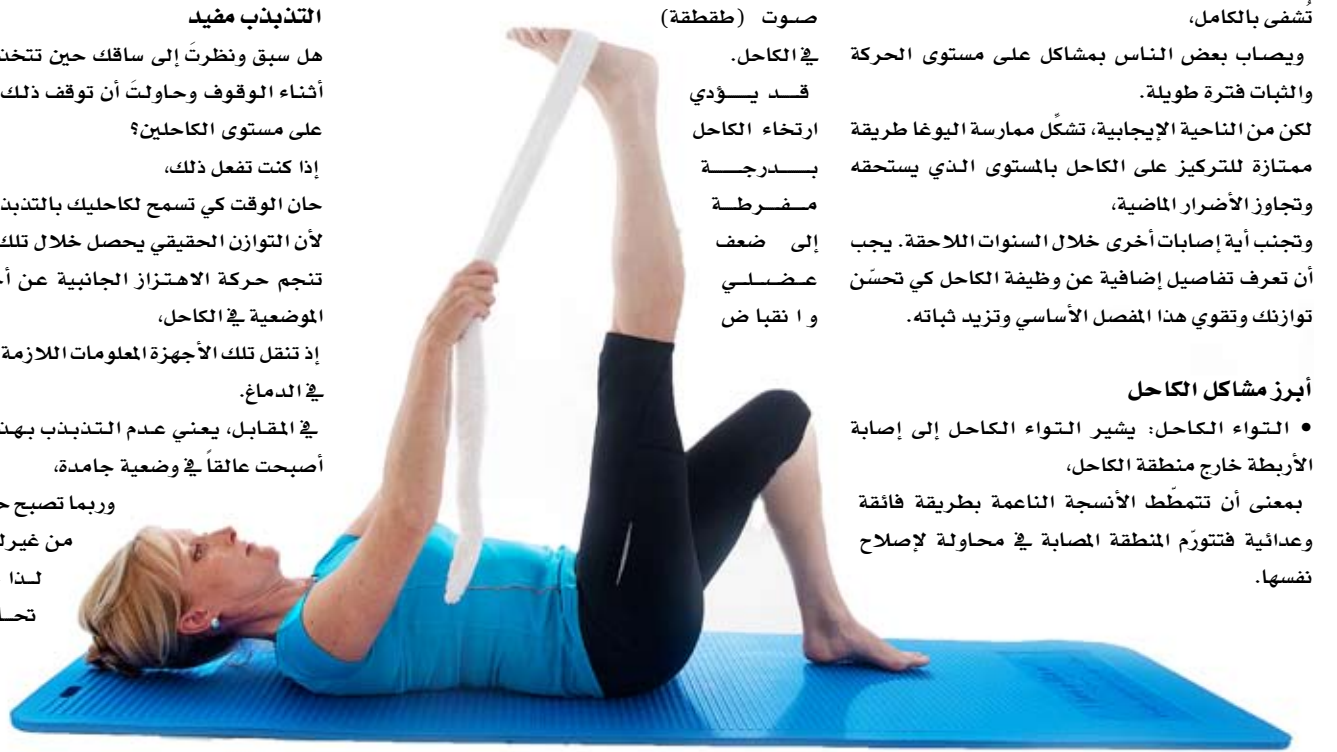 تُشفى بالكامل،
ويصاب بعض الناس بمشاكل على مستوى الحركة
والثبات فترة طويلة.
لكن من الناحية الإيجابية، تشكِّل ممارسة اليوغا طريقة
ممتازة للتركيز على الكاحل بالمستوى الذي يستحقه
وتجاوز الأضرار الماضية،
وتجنب أية إصابات أخرى خلال السنوات اللاحقة. يجب
أن تعرف تفاصيل إضافية عن وظيفة الكاحل كي تحسّن
توازنك وتقوي هذا المفصل الأساسي وتزيد ثباته.
أبرز مشاكل الكاحل
• التواء الكاحل: يشير التواء الكاحل إلى إصابة
الأربطة خارج منطقة الكاحل،
بمعنى أن تتمطّط الأنسجة الناعمة بطريقة فائقة
وعدائية فتتورّم المنطقة المصابة في محاولة لإصلاح
نفسها.
صوت (طقطقة)
في الكاحل.
قد يؤدي
ارتخاء الكاحل
بدرجة
مفرطة
إلى ضعف
عضلي
وانقباض
التذبذب مفيد
هل سبق ونظرتَ إلى ساقك حين
أثناء الوقوف وحاولتَ أن توقف ذلك
على مستوى الكاحلين؟
إذا كنت تفعل ذلك،
حان الوقت كي تسمح لكاحليك
لأن التوازن الحقيقي يحصل خلال تلك
تنجم حركة الاهتزاز الجانبية عن
الموضعية في الكاحل،
إذ تنقل تلك الأجهزة المعلومات اللازمة
في الدماغ.
في المقابل، يعني عدم التذبذب
أصبحت عالقاً في وضعية جامدة،
وربما تصبح
من
لذا